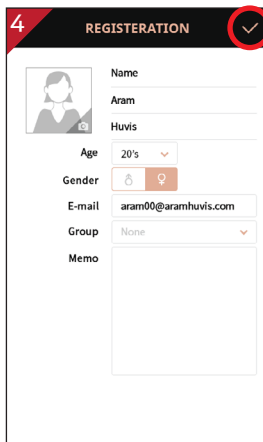 4
REGISTERATION
Name
Aram
Huvis
Age 20's
Gender
E-mail aram00@aramhuvis.com
Group None
Memo